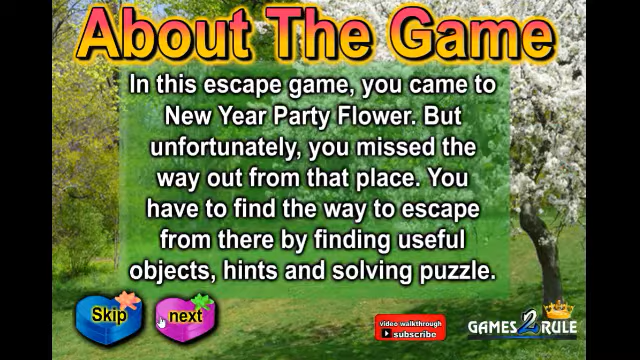 About The Game
In this escape game, you came to
New Year Party Flower. But
unfortunately, you missed the
way out from that place. You
have to find the way to escape
from there by finding useful
objects, hints and solving puzzle.
Skip
next
video walkthrough
subscribe
GAMES2RULE